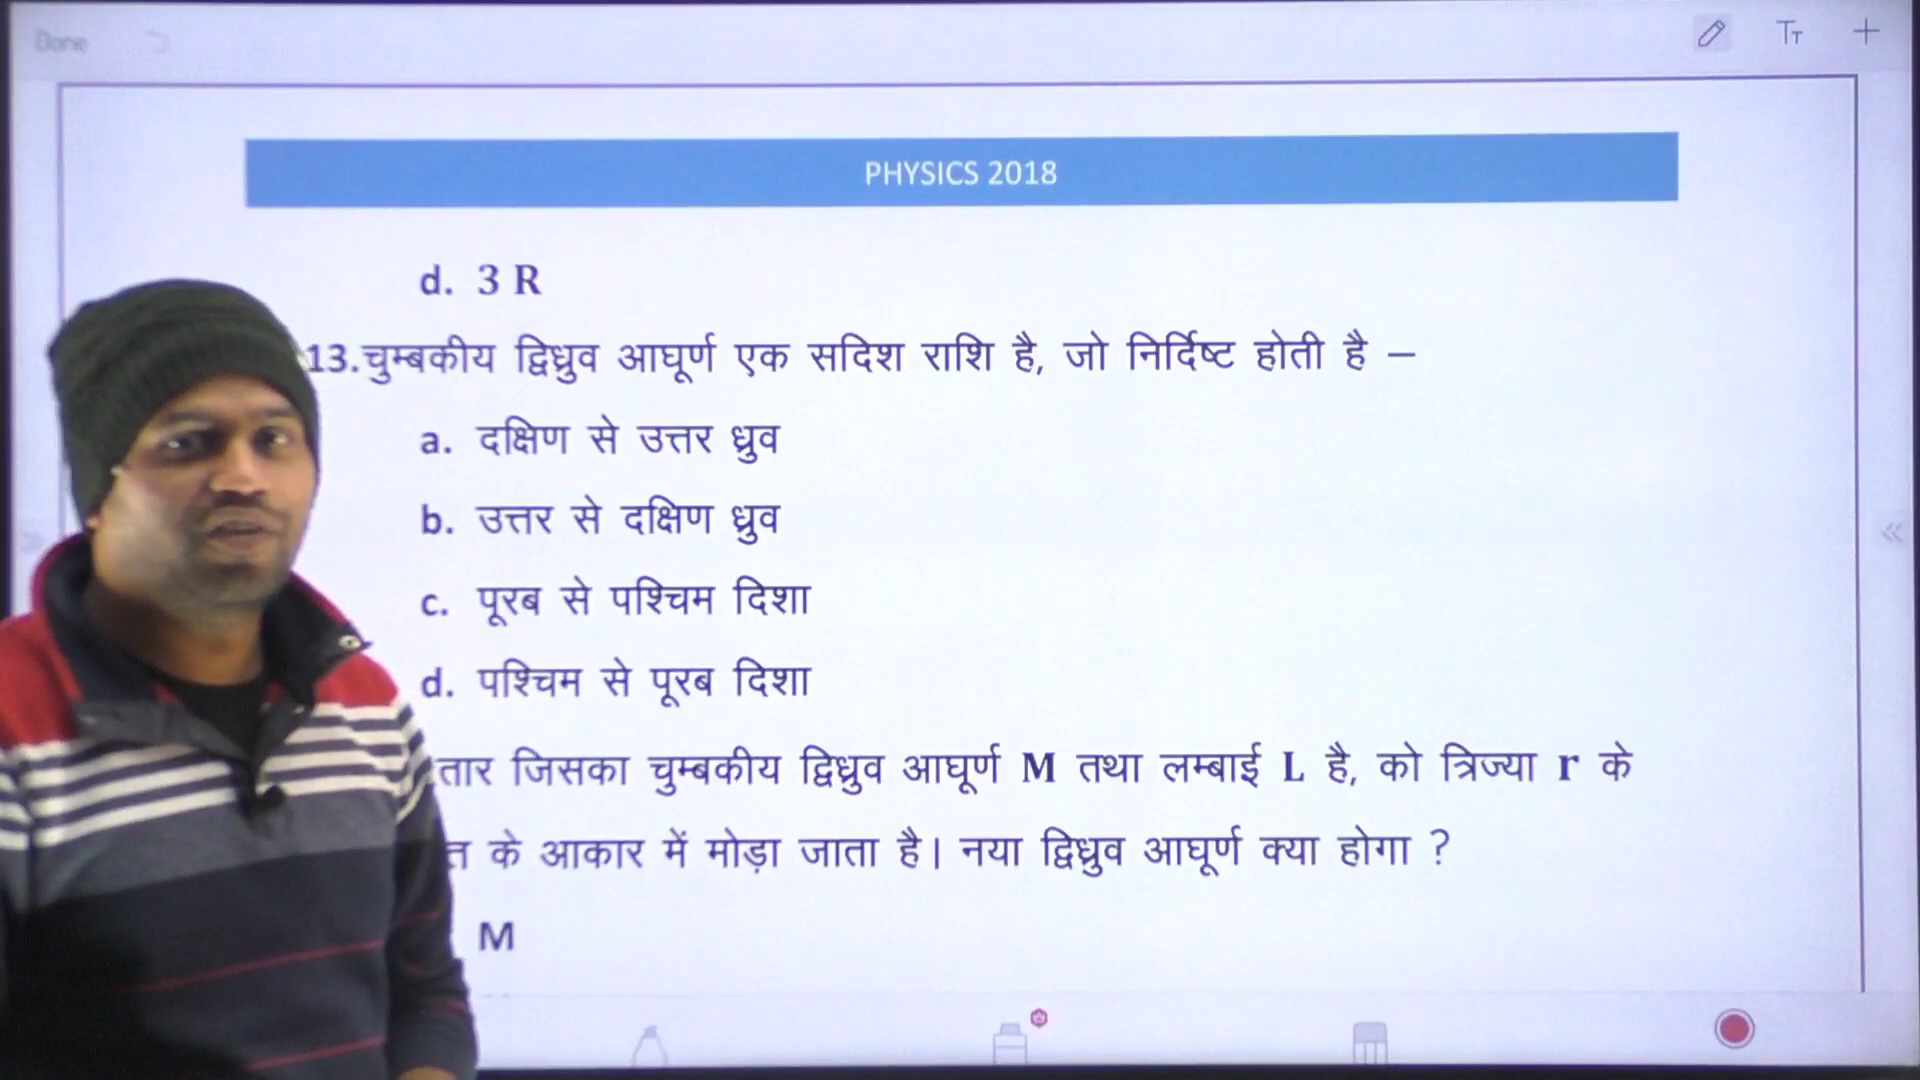 Done
TT
PHYSICS 2018
d. 3 R
13.चुम्बकीय द्विध्रुव आघूर्ण एक सदिश राशि है, जो निर्दिष्ट होती है –
a. दक्षिण से उत्तर ध्रुव
b. उत्तर से दक्षिण ध्रुव
c. पूरब से पश्चिम दिशा
d. पश्चिम से पूरब दिशा
तार जिसका चुम्बकीय द्विध्रुव आघूर्ण M तथा लम्बाई L है, को त्रिज्या r के
के आकार में मोड़ा जाता है। नया द्विध्रुव आघूर्ण क्या होगा ?
M